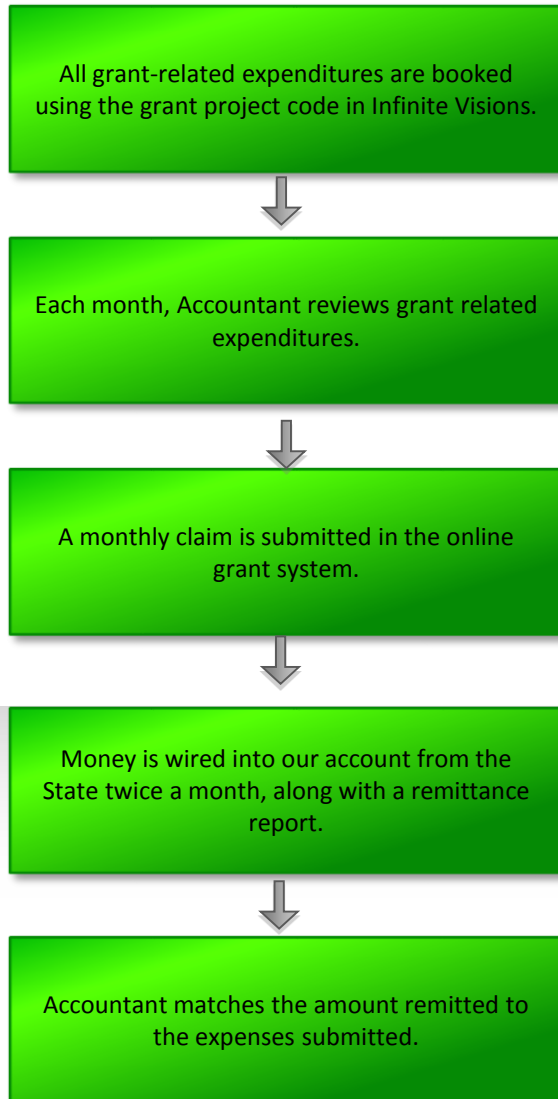 All grant-related expenditures are booked
using the grant project code in Infinite Visions.
Each month, Accountant reviews grant related
expenditures.
A monthly claim is submitted in the online
grant system.
Money is wired into our account from the
State twice a month, along with a remittance
report.
Accountant matches the amount remitted to
the expenses submitted.